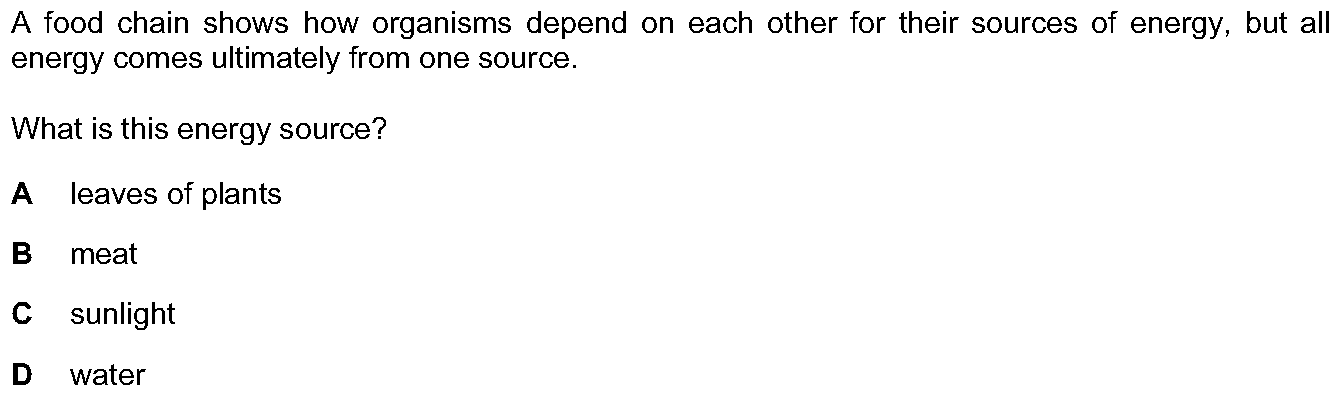 A food chain shows how organisms depend on each other for their sources of energy, but all
energy comes ultimately from one source.
What is this energy source?
A leaves of plants
B meat
C sunlight
D water